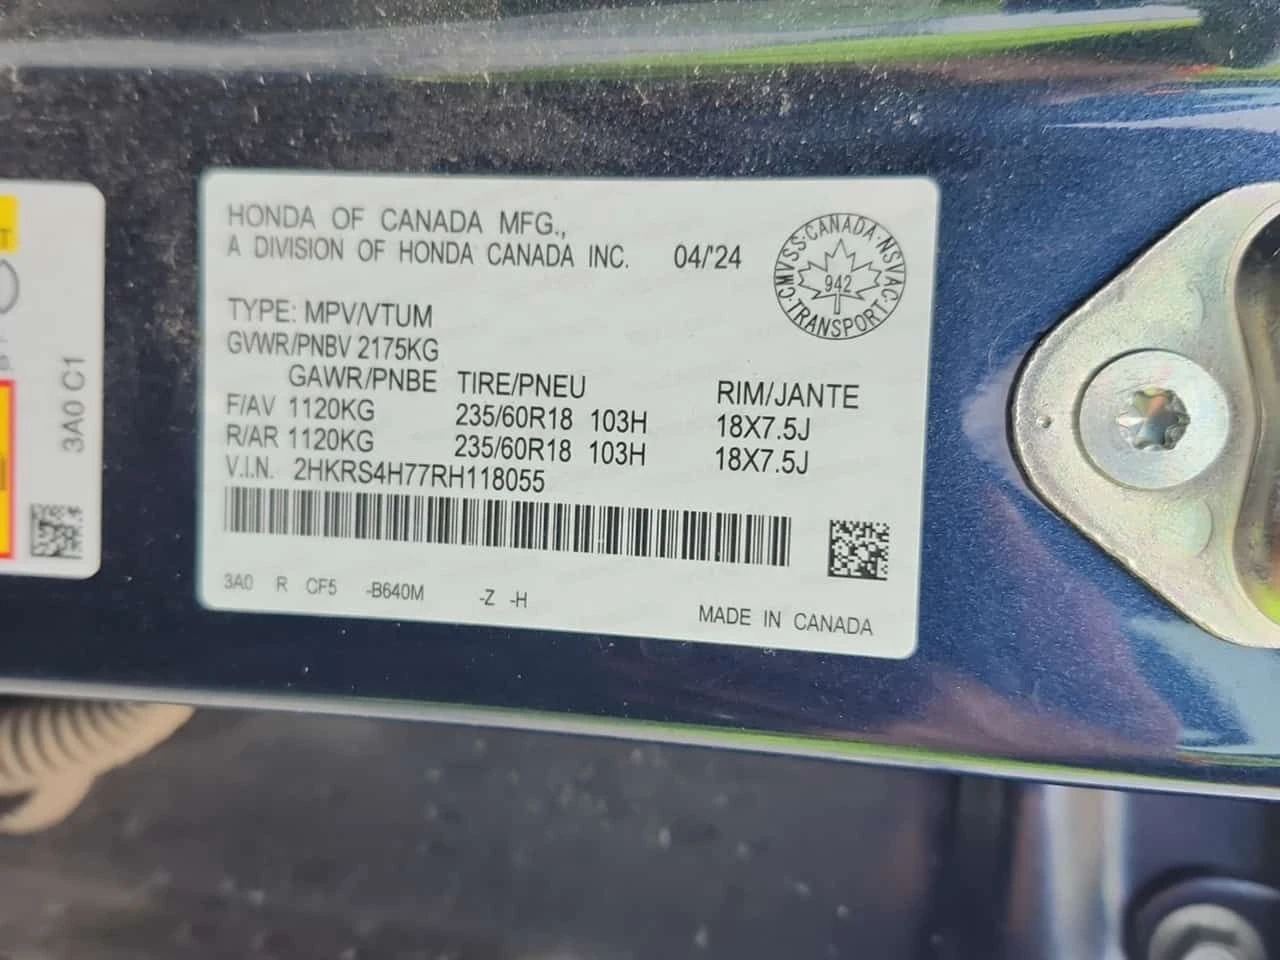 HONDA OF CANADA MFG.,
A DIVISION OF HONDA CANADA INC. 04/'24
CMVSS·CANADA·NSVAC·TRANSPORT·
942
TYPE: MPV/VTUM
GVWR/PNBV 2175KG
GAWR/PNBE TIRE/PNEU RIM/JANTE
F/AV 1120KG 235/60R18 103H 18X7.5J
R/AR 1120KG 235/60R18 103H 18X7.5J
V.I.N. 2HKRS4H77RH118055
3A0 R CF5 -B640M -Z -H
MADE IN CANADA
3A0 C1